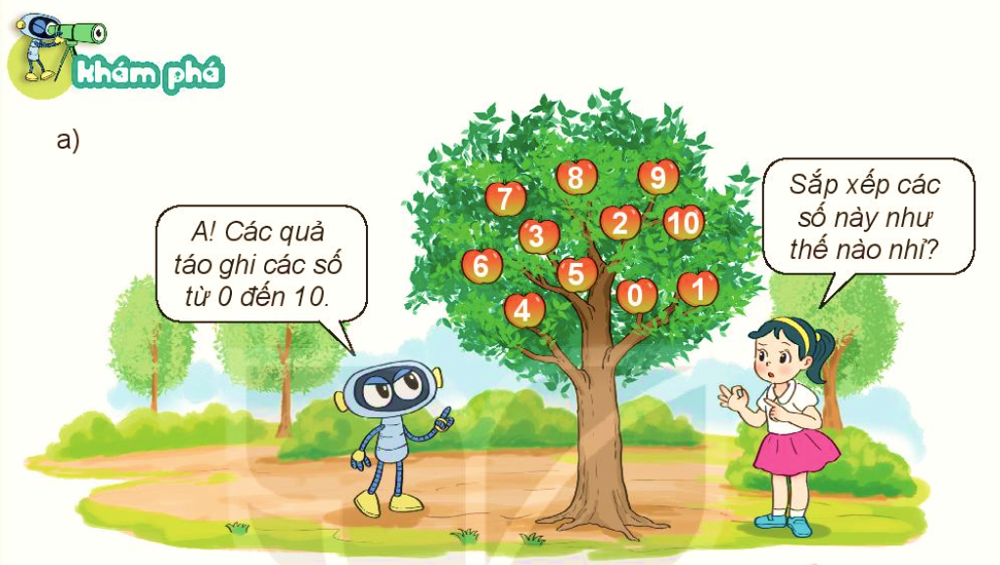 khám phá
a)
A! Các quả
táo ghi các số
từ 0 đến 10.
Sắp xếp các
số này như
thế nào nhỉ?
8
9
7
2
10
3
6
5
1
0
4